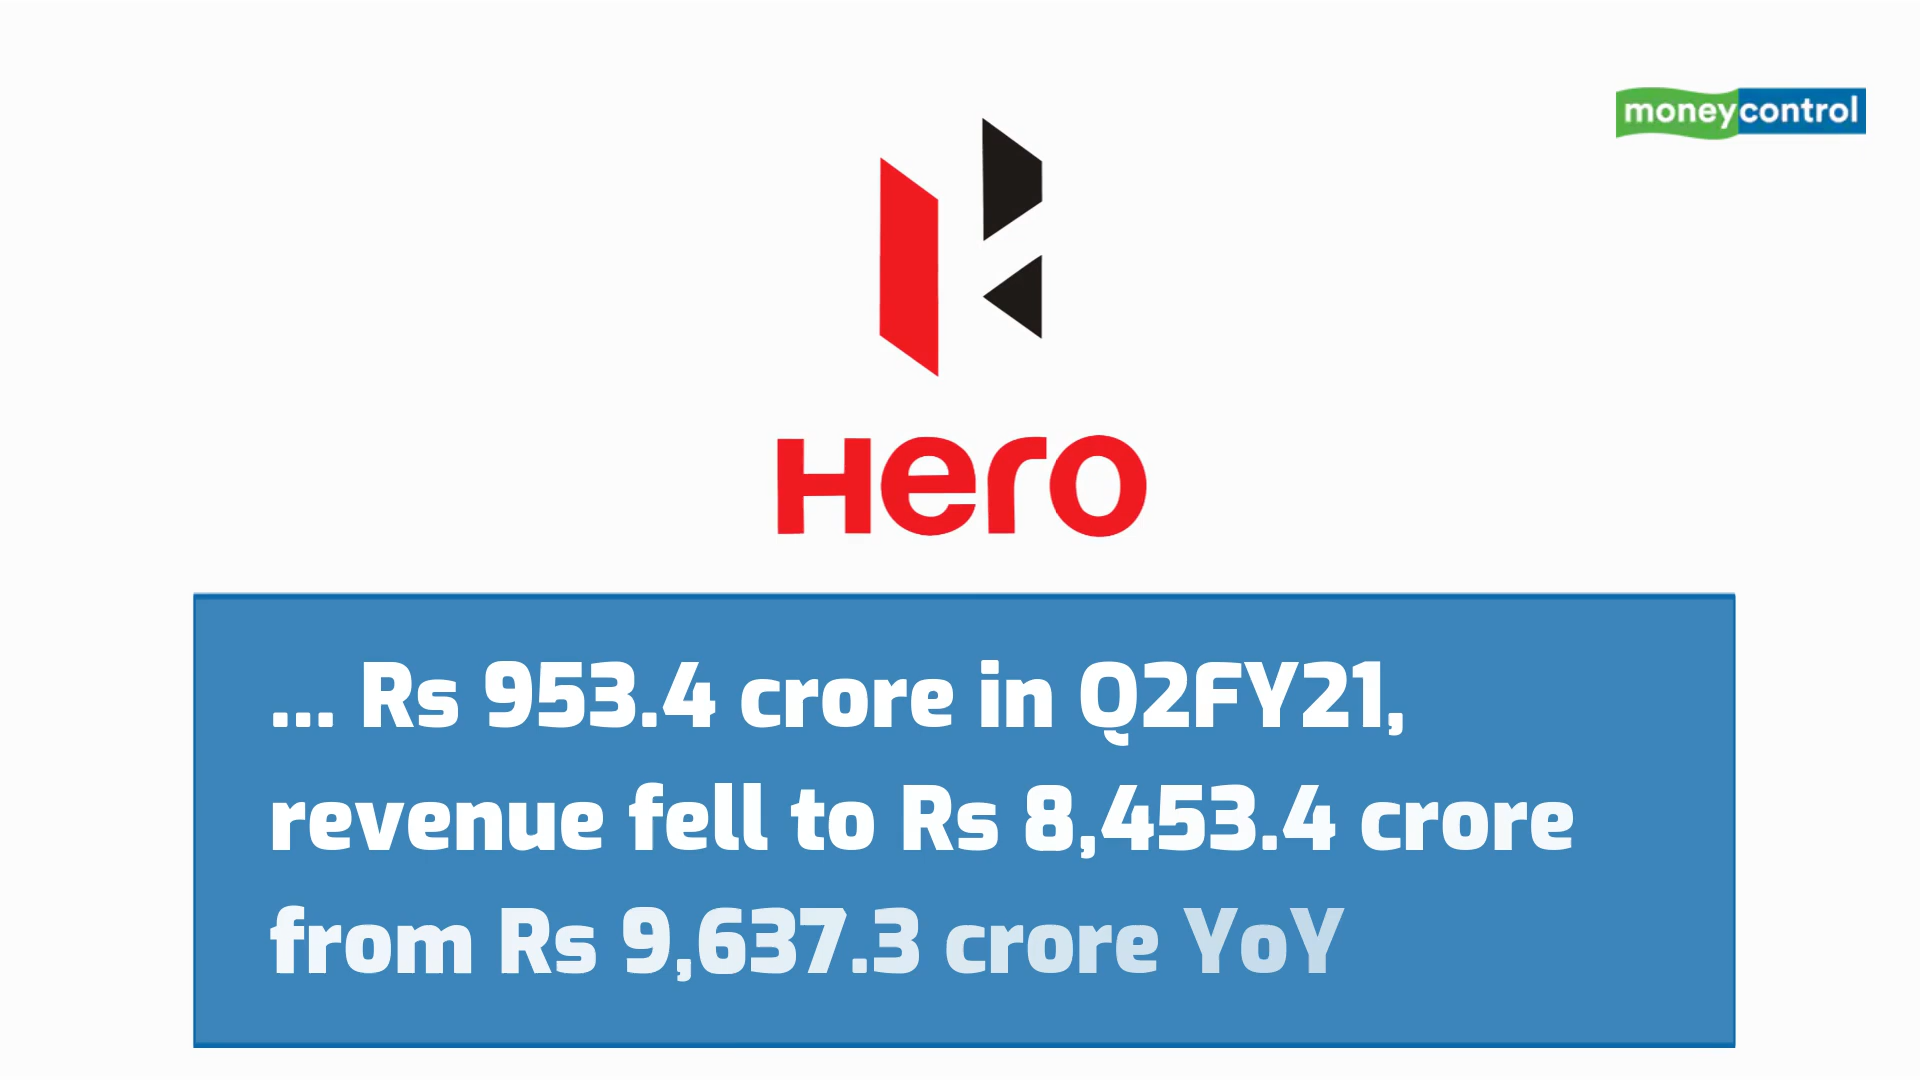 moneycontrol
Hero
... Rs 953.4 crore in Q2FY21,
revenue fell to Rs 8,453.4 crore
from Rs 9,637.3 crore YoY